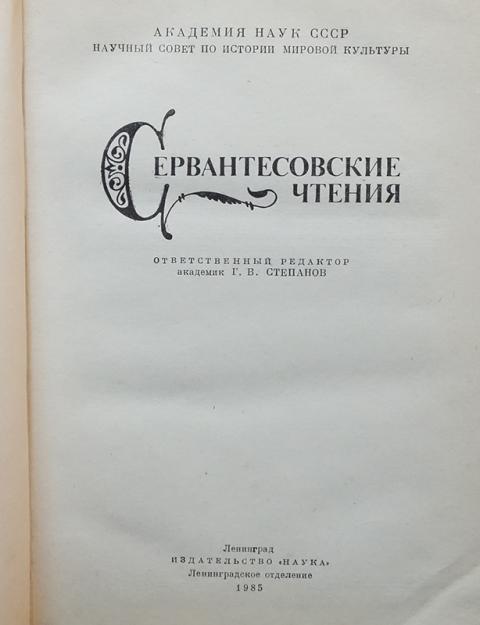 АКАДЕМИЯ НАУК СССР
НАУЧНЫЙ СОВЕТ ПО ИСТОРИИ МИРОВОЙ КУЛЬТУРЫ
СЕРВАНТЕСОВСКИЕ
ЧТЕНИЯ
ОТВЕТСТВЕННЫЙ РЕДАКТОР
академик Г. В. СТЕПАНОВ
Ленинград
ИЗДАТЕЛЬСТВО «НАУКА»
Ленинградское отделение
1985